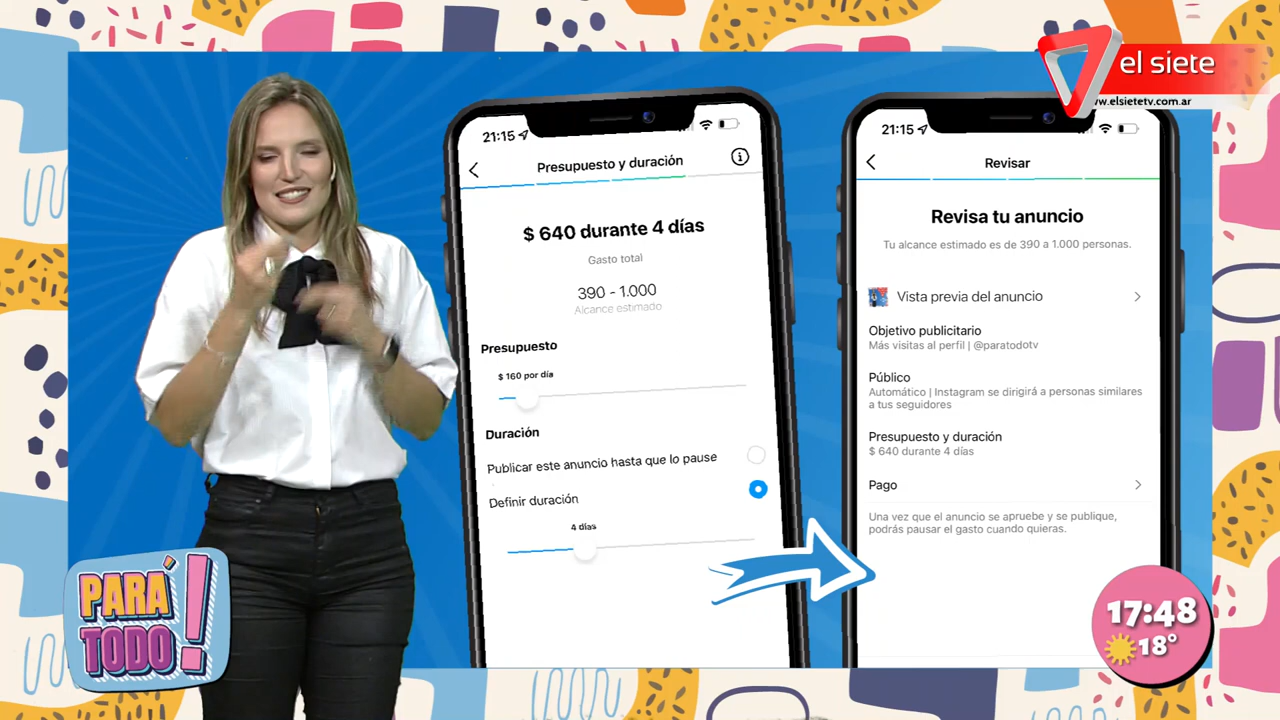 el siete
www.elsietetv.com.ar
21:15
Presupuesto y duración
$ 640 durante 4 días
Gasto total
390 - 1.000
Alcance estimado
Presupuesto
$ 160 por día
Duración
Publicar este anuncio hasta que lo pause
Definir duración
4 días
21:15
Revisar
Revisa tu anuncio
Tu alcance estimado es de 390 a 1.000 personas.
Vista previa del anuncio
Objetivo publicitario
Más visitas al perfil | @paratodotv
Público
Automático | Instagram se dirigirá a personas similares
a tus seguidores
Presupuesto y duración
$ 640 durante 4 días
Pago
Una vez que el anuncio se apruebe y se publique,
podrás pausar el gasto cuando quieras.
PARÁ
TODO!
17:48
18°